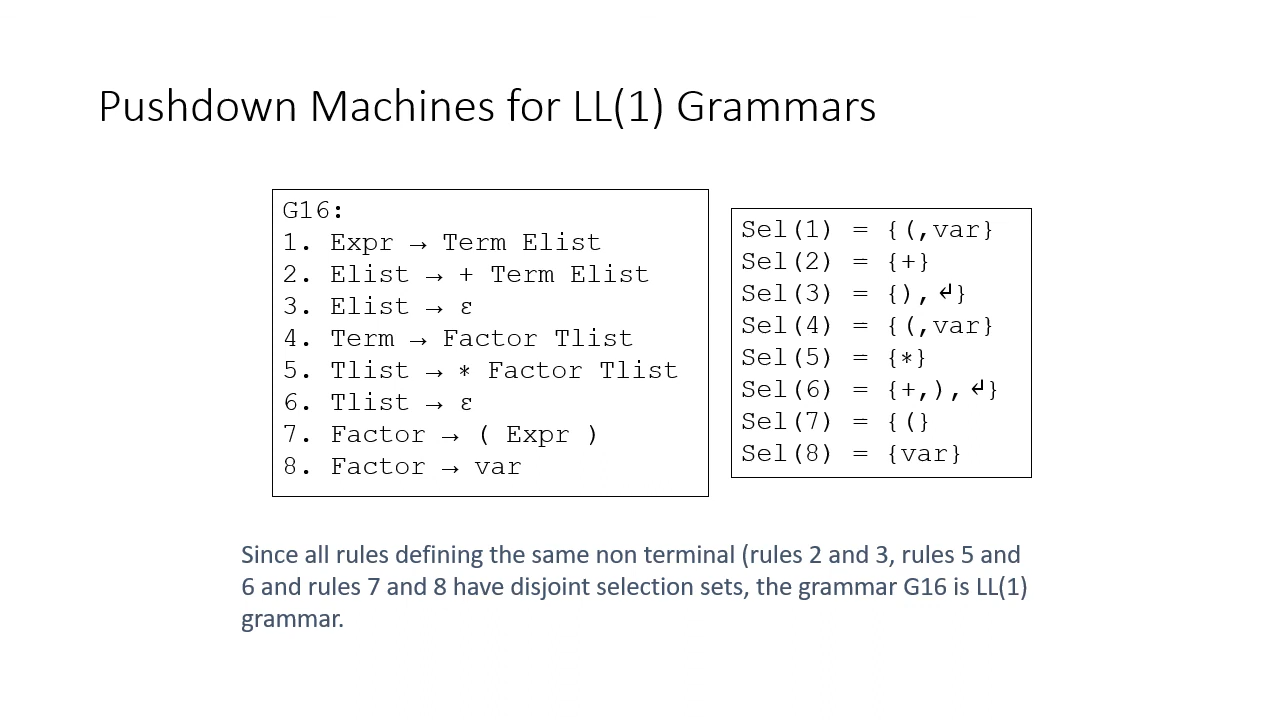 Pushdown Machines for LL(1) Grammars
G16:
1. Expr → Term Elist
2. Elist → + Term Elist
3. Elist → ε
4. Term → Factor Tlist
5. Tlist → * Factor Tlist
6. Tlist → ε
7. Factor → ( Expr )
8. Factor → var
Sel(1) = {(,var}
Sel(2) = {+}
Sel(3) = {),↵}
Sel(4) = {(,var}
Sel(5) = {*}
Sel(6) = {+,),↵}
Sel(7) = {(}
Sel(8) = {var}
Since all rules defining the same non terminal (rules 2 and 3, rules 5 and
6 and rules 7 and 8 have disjoint selection sets, the grammar G16 is LL(1)
grammar.